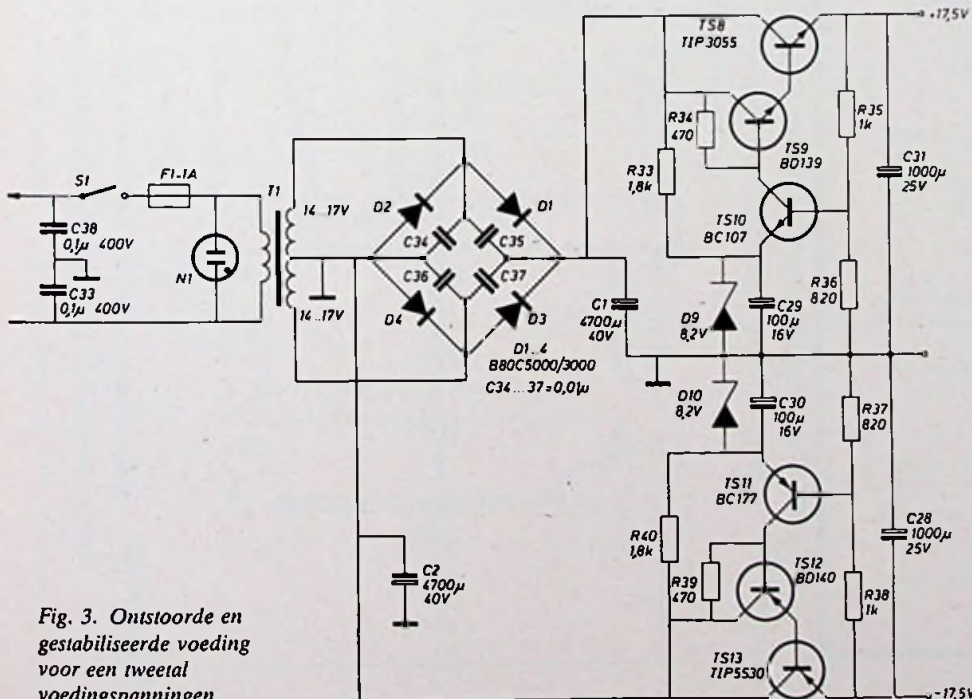 TS8
TIP3055
+17,5V
R34
470
R35
1k
TS9
BD139
C31
1000µ
25V
R33
1,8k
S1
F1-1A
T1
14...17V
D2
D1
TS10
BC107
C38
0,1µ 400V
C34
C35
N1
C36
C37
R36
820
C33
0,1µ 400V
14...17V
D4
D3
C1
4700µ
40V
D9
8,2V
C29
100µ
16V
D1...4
B80C5000/3000
C34...37=0,01µ
D10
8,2V
C30
100µ
16V
R37
820
TS11
BC177
C28
1000µ
25V
R40
1,8k
C2
4700µ
40V
R39
470
TS12
BD140
R38
1k
TS13
TIP5530
-17,5V
Fig. 3. Ontstoorde en
gestabiliseerde voeding
voor een tweetal
voedingspanningen